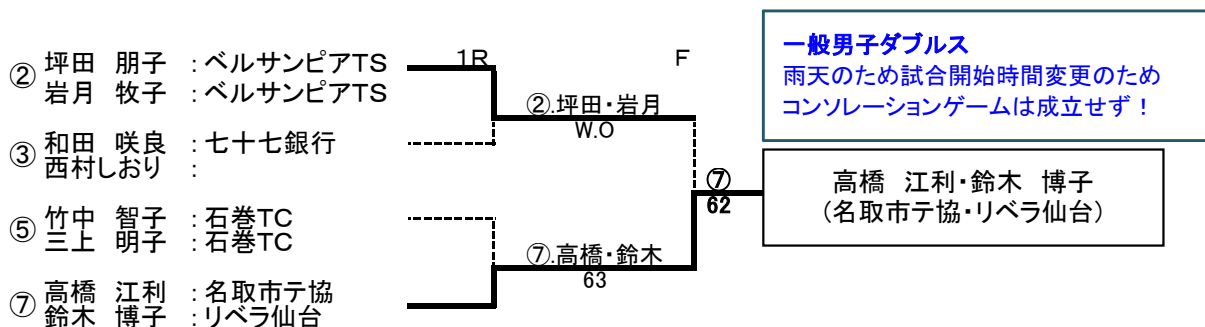 1R
F
② 坪田 朋子 : ベルサンピアTS
岩月 牧子 : ベルサンピアTS
③ 和田 咲良 : 七十七銀行
西村しおり :
⑤ 竹中 智子 : 石巻TC
三上 明子 : 石巻TC
⑦ 高橋 江利 : 名取市テ協
鈴木 博子 : リベラ仙台
②.坪田・岩月
W.O
⑦.高橋・鈴木
63
⑦
62
一般男子ダブルス
雨天のため試合開始時間変更のため
コンソレーションゲームは成立せず！
高橋 江利・鈴木 博子
（名取市テ協・リベラ仙台）